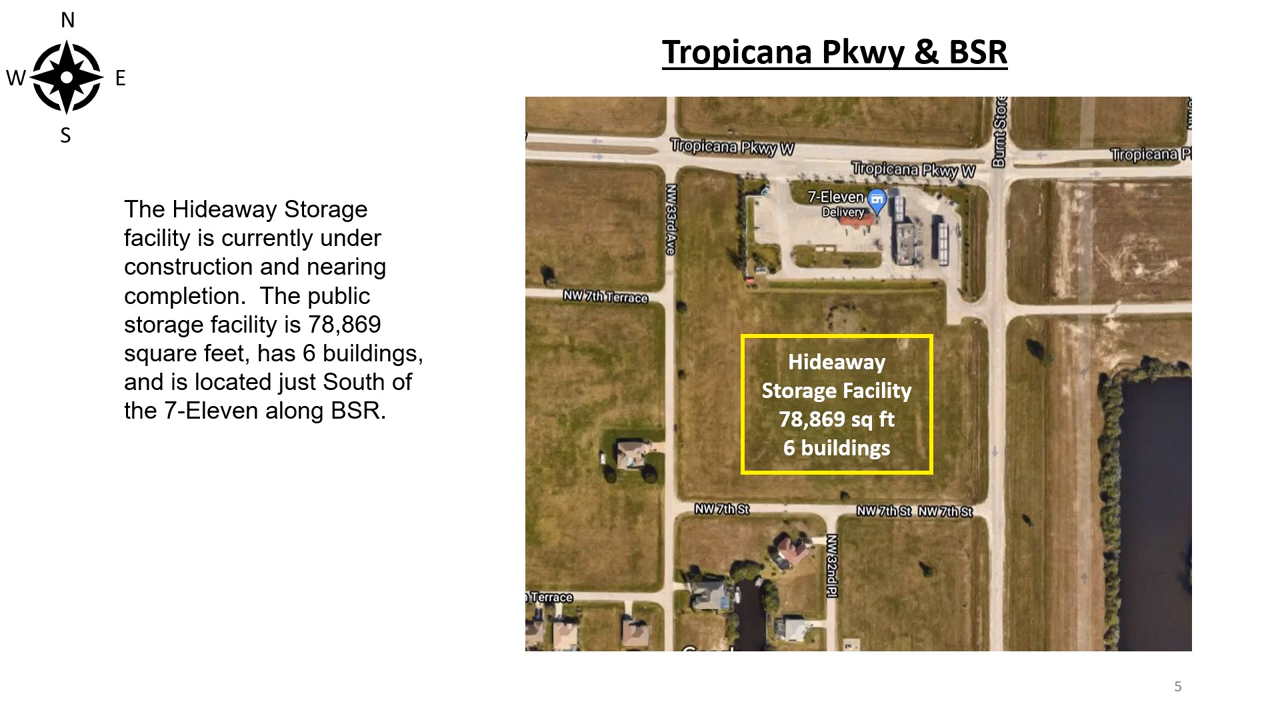 N
W E
S
Tropicana Pkwy & BSR
The Hideaway Storage
facility is currently under
construction and nearing
completion.  The public
storage facility is 78,869
square feet, has 6 buildings,
and is located just South of
the 7-Eleven along BSR.
Burnt Store
Tropicana Pkwy W
Tropicana P
Tropicana Pkwy W
NW 33rd Ave
7-Eleven
Delivery
NW 7th Terrace
Hideaway
Storage Facility
78,869 sq ft
6 buildings
NW 7th St
NW 7th St NW 7th St
NW 32nd Pl
Terrace
5